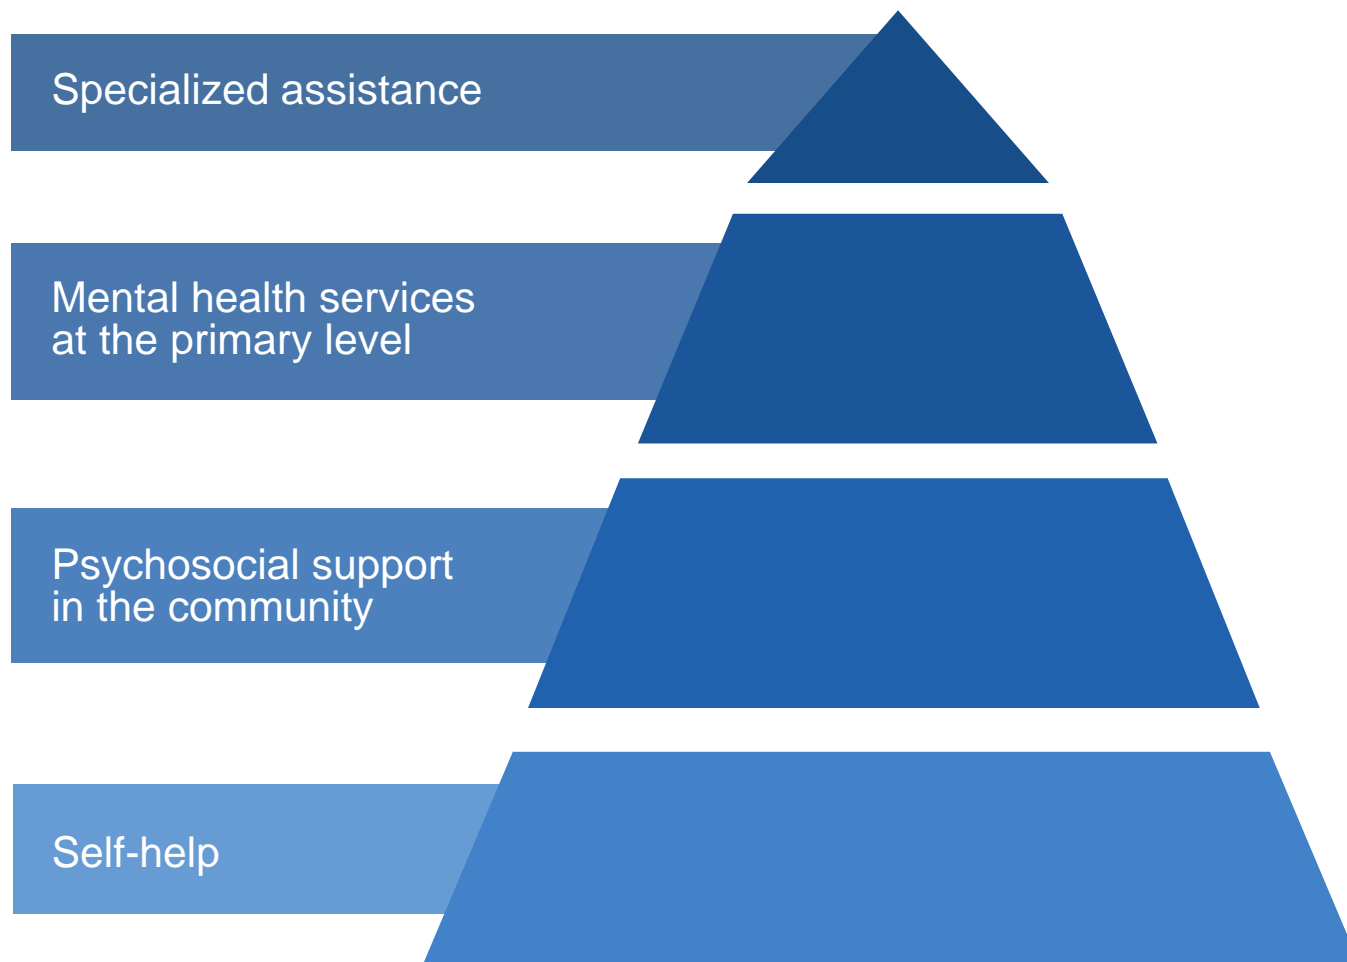 Specialized assistance
Mental health services
at the primary level
Psychosocial support
in the community
Self-help